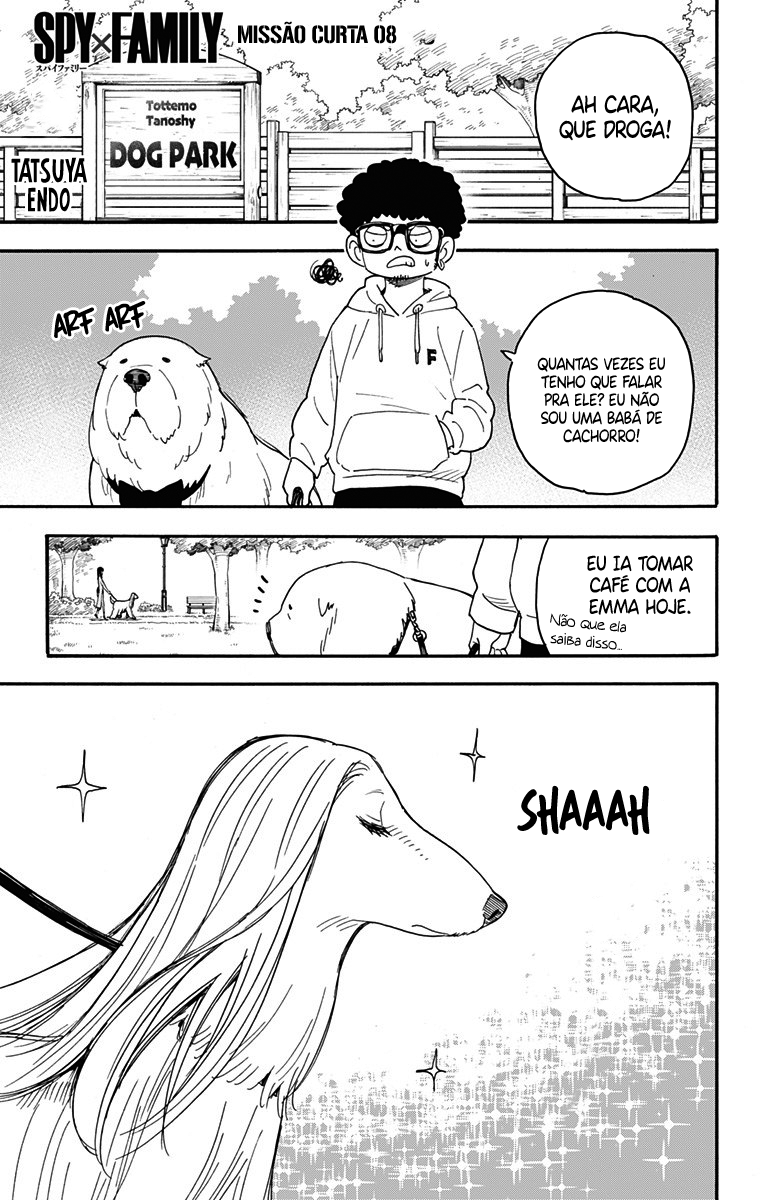 SPY×FAMILY
スパイファミリー
MISSÃO CURTA 08
Tottemo
Tanoshy
DOG PARK
TATSUYA
ENDO
AH CARA,
QUE DROGA!
ARF ARF
F
QUANTAS VEZES EU
TENHO QUE FALAR
PRA ELE? EU NÃO
SOU UMA BABÁ DE
CACHORRO!
EU IA TOMAR
CAFÉ COM A
EMMA HOJE.
Não que ela
saiba disso..
SHAAAH